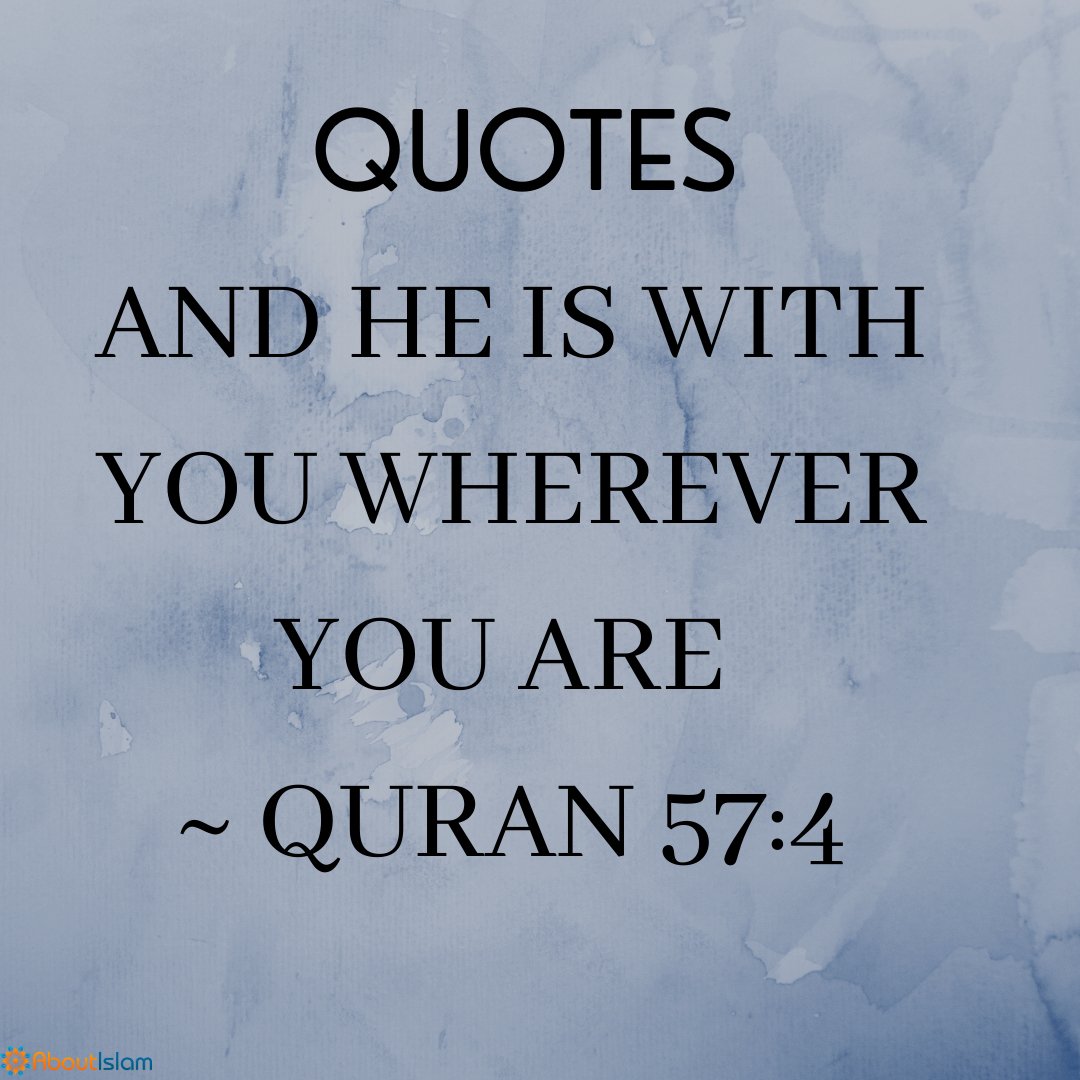 QUOTES
AND HE IS WITH
YOU WHEREVER
YOU ARE
~ QURAN 57:4
AboutIslam